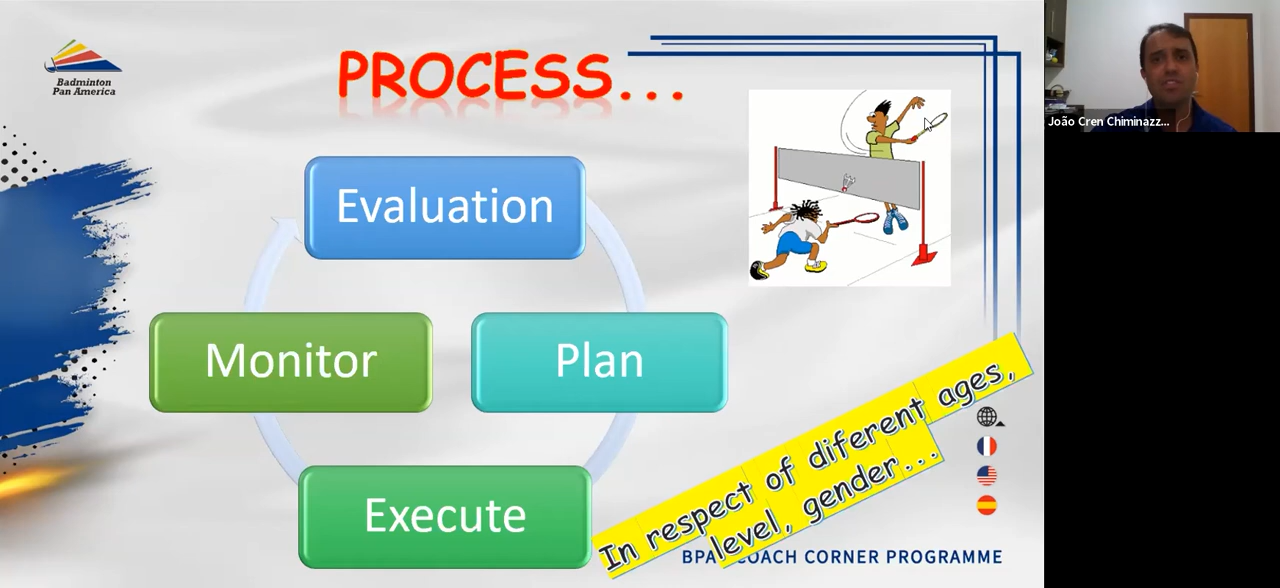 Badminton
Pan America
PROCESS...
João Cren Chiminazz...
Evaluation
Monitor
Plan
Execute
In respect of diferent ages,
level, gender...
BPA COACH CORNER PROGRAMME